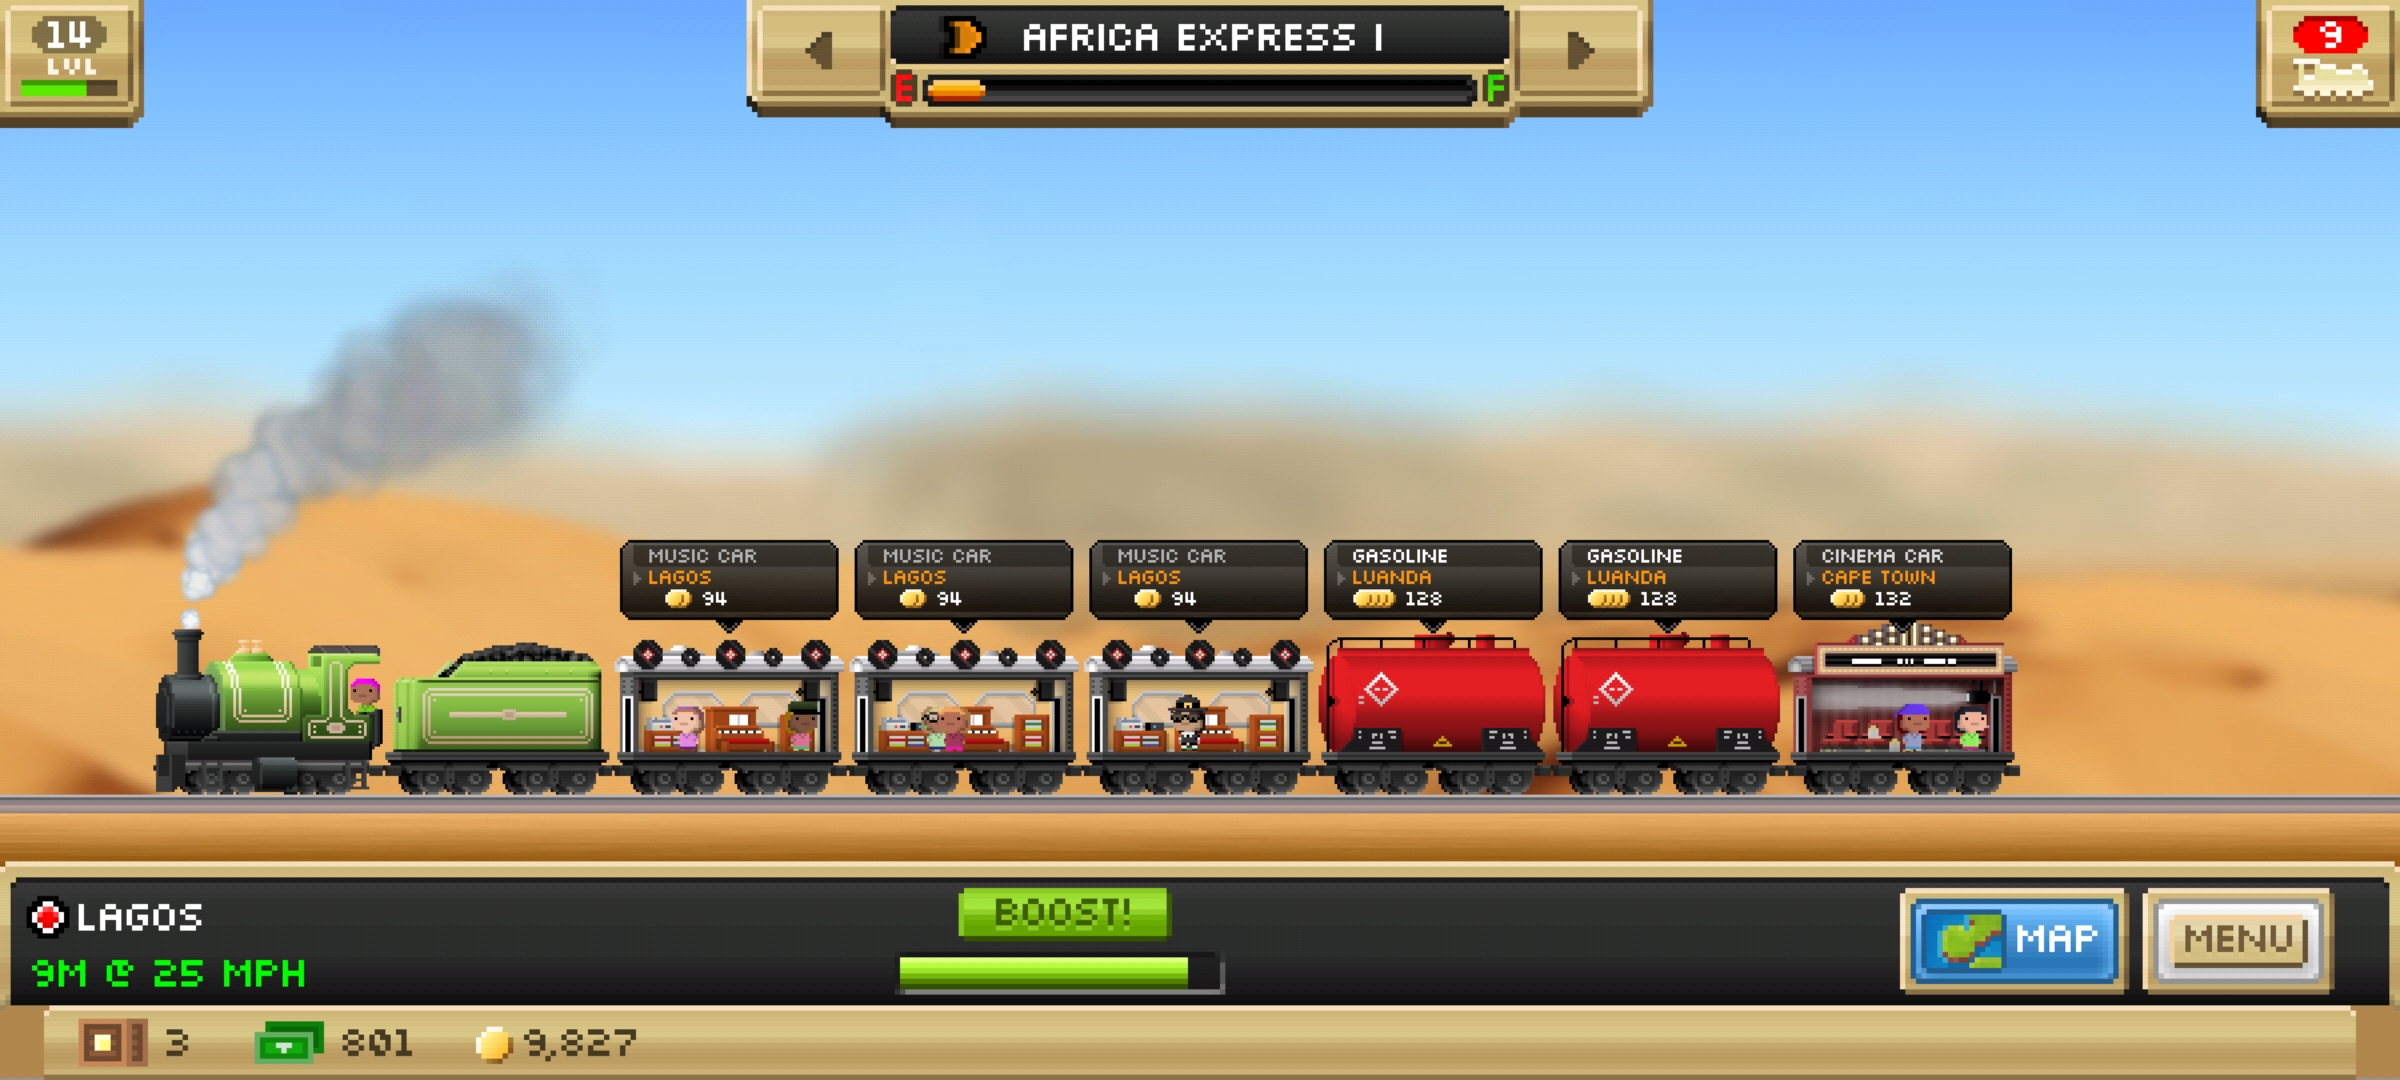 14
LVL
AFRICA EXPRESS I
E F
9
MUSIC CAR
LAGOS
94
MUSIC CAR
LAGOS
94
MUSIC CAR
LAGOS
94
GASOLINE
LUANDA
128
GASOLINE
LUANDA
128
CINEMA CAR
CAPE TOWN
132
LAGOS
9M @ 25 MPH
BOOST!
MAP
MENU
3
801
9,827